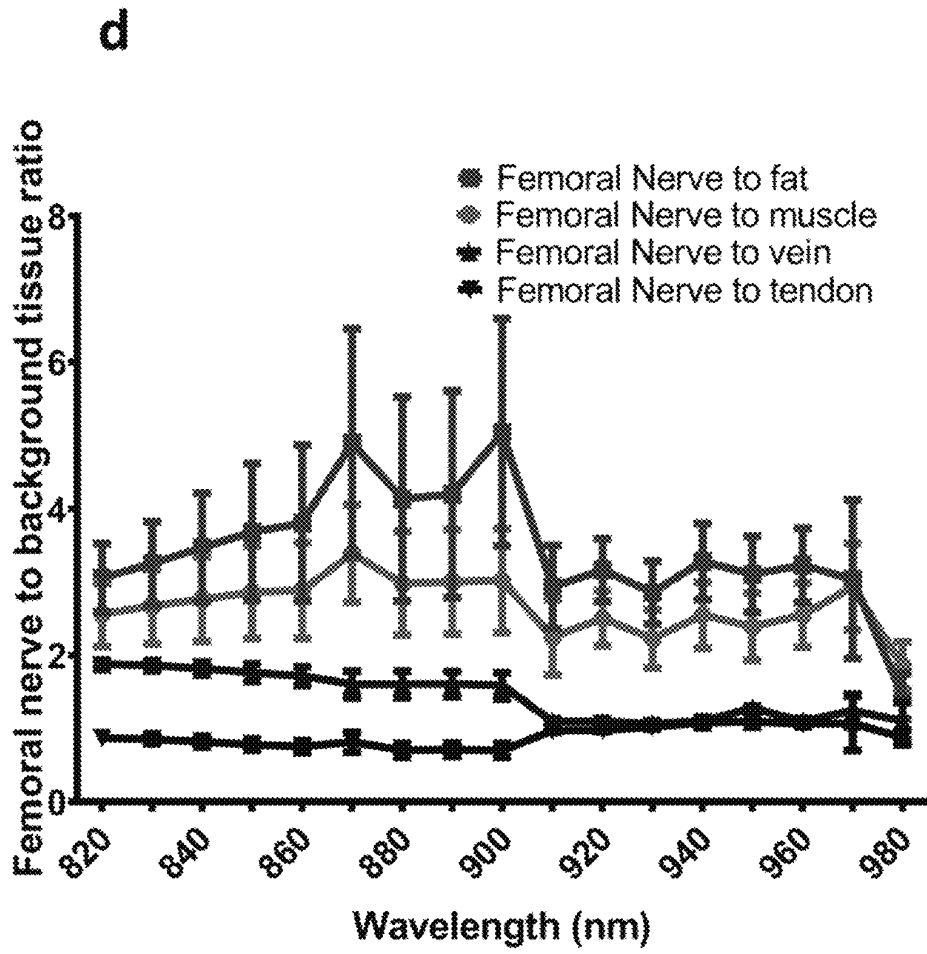 d
Femoral nerve to background tissue ratio
Femoral Nerve to fat
Femoral Nerve to muscle
Femoral Nerve to vein
Femoral Nerve to tendon
8
6
4
2
0
820 840 860 880 900 920 940 960 980
Wavelength (nm)